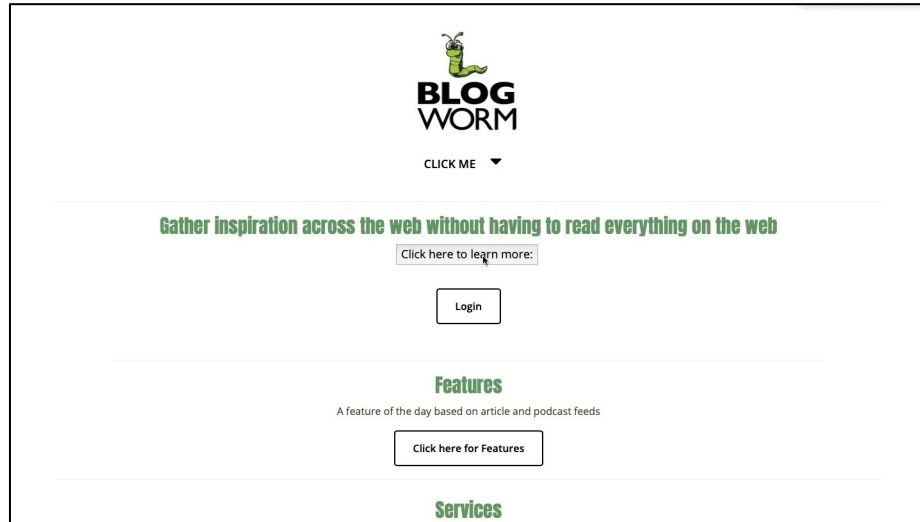 BLOG
WORM
CLICK ME
Gather inspiration across the web without having to read everything on the web
Click here to learn more:
Login
Features
A feature of the day based on article and podcast feeds
Click here for Features
Services